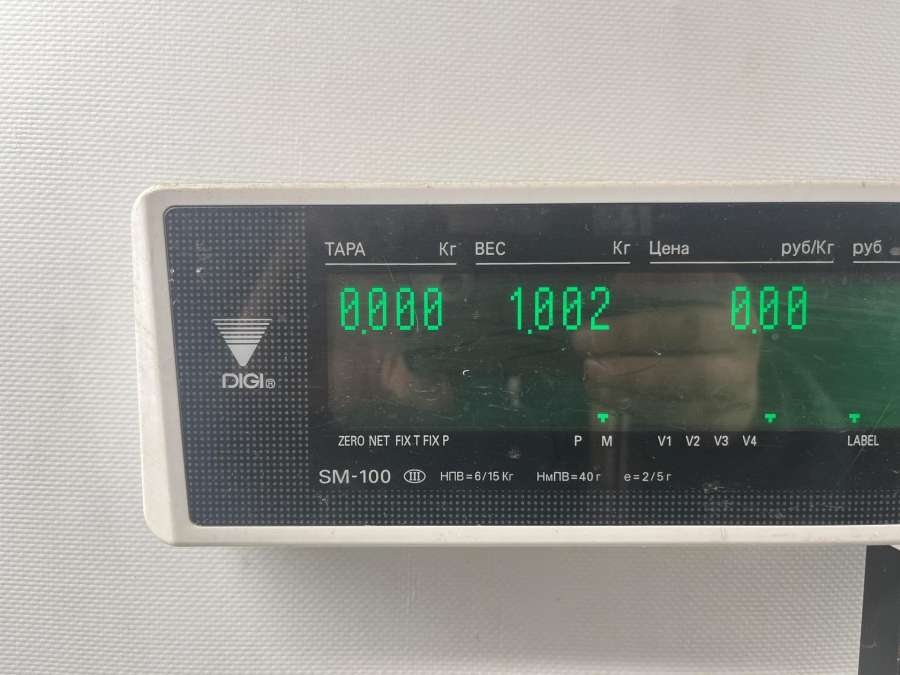 ТАРА Кг ВЕС Кг Цена руб/Кг руб
0.000 1.002 0.00
DIGI®
ZERO NET FIX T FIX P P M V1 V2 V3 V4 LABEL
SM-100 III НПВ=6/15 Кг НмПВ=40 г e=2/5 г